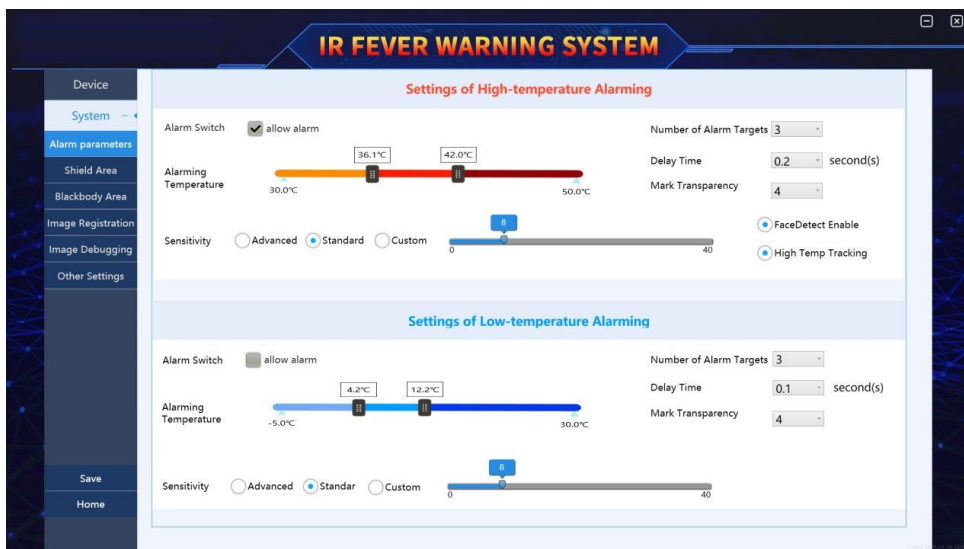 IR FEVER WARNING SYSTEM
Device
System
Alarm parameters
Shield Area
Blackbody Area
Image Registration
Image Debugging
Other Settings
Save
Home
Settings of High-temperature Alarming
Alarm Switch allow alarm
Number of Alarm Targets 3
36.1℃ 42.0℃
Delay Time 0.2 second(s)
Alarming
Temperature
30.0℃ 50.0℃
Mark Transparency 4
8
FaceDetect Enable
Sensitivity Advanced Standard Custom
0 40
High Temp Tracking
Settings of Low-temperature Alarming
Alarm Switch allow alarm
Number of Alarm Targets 3
4.2℃ 12.2℃
Delay Time 0.1 second(s)
Alarming
Temperature
-5.0℃ 30.0℃
Mark Transparency 4
8
Sensitivity Advanced Standar Custom
0 40